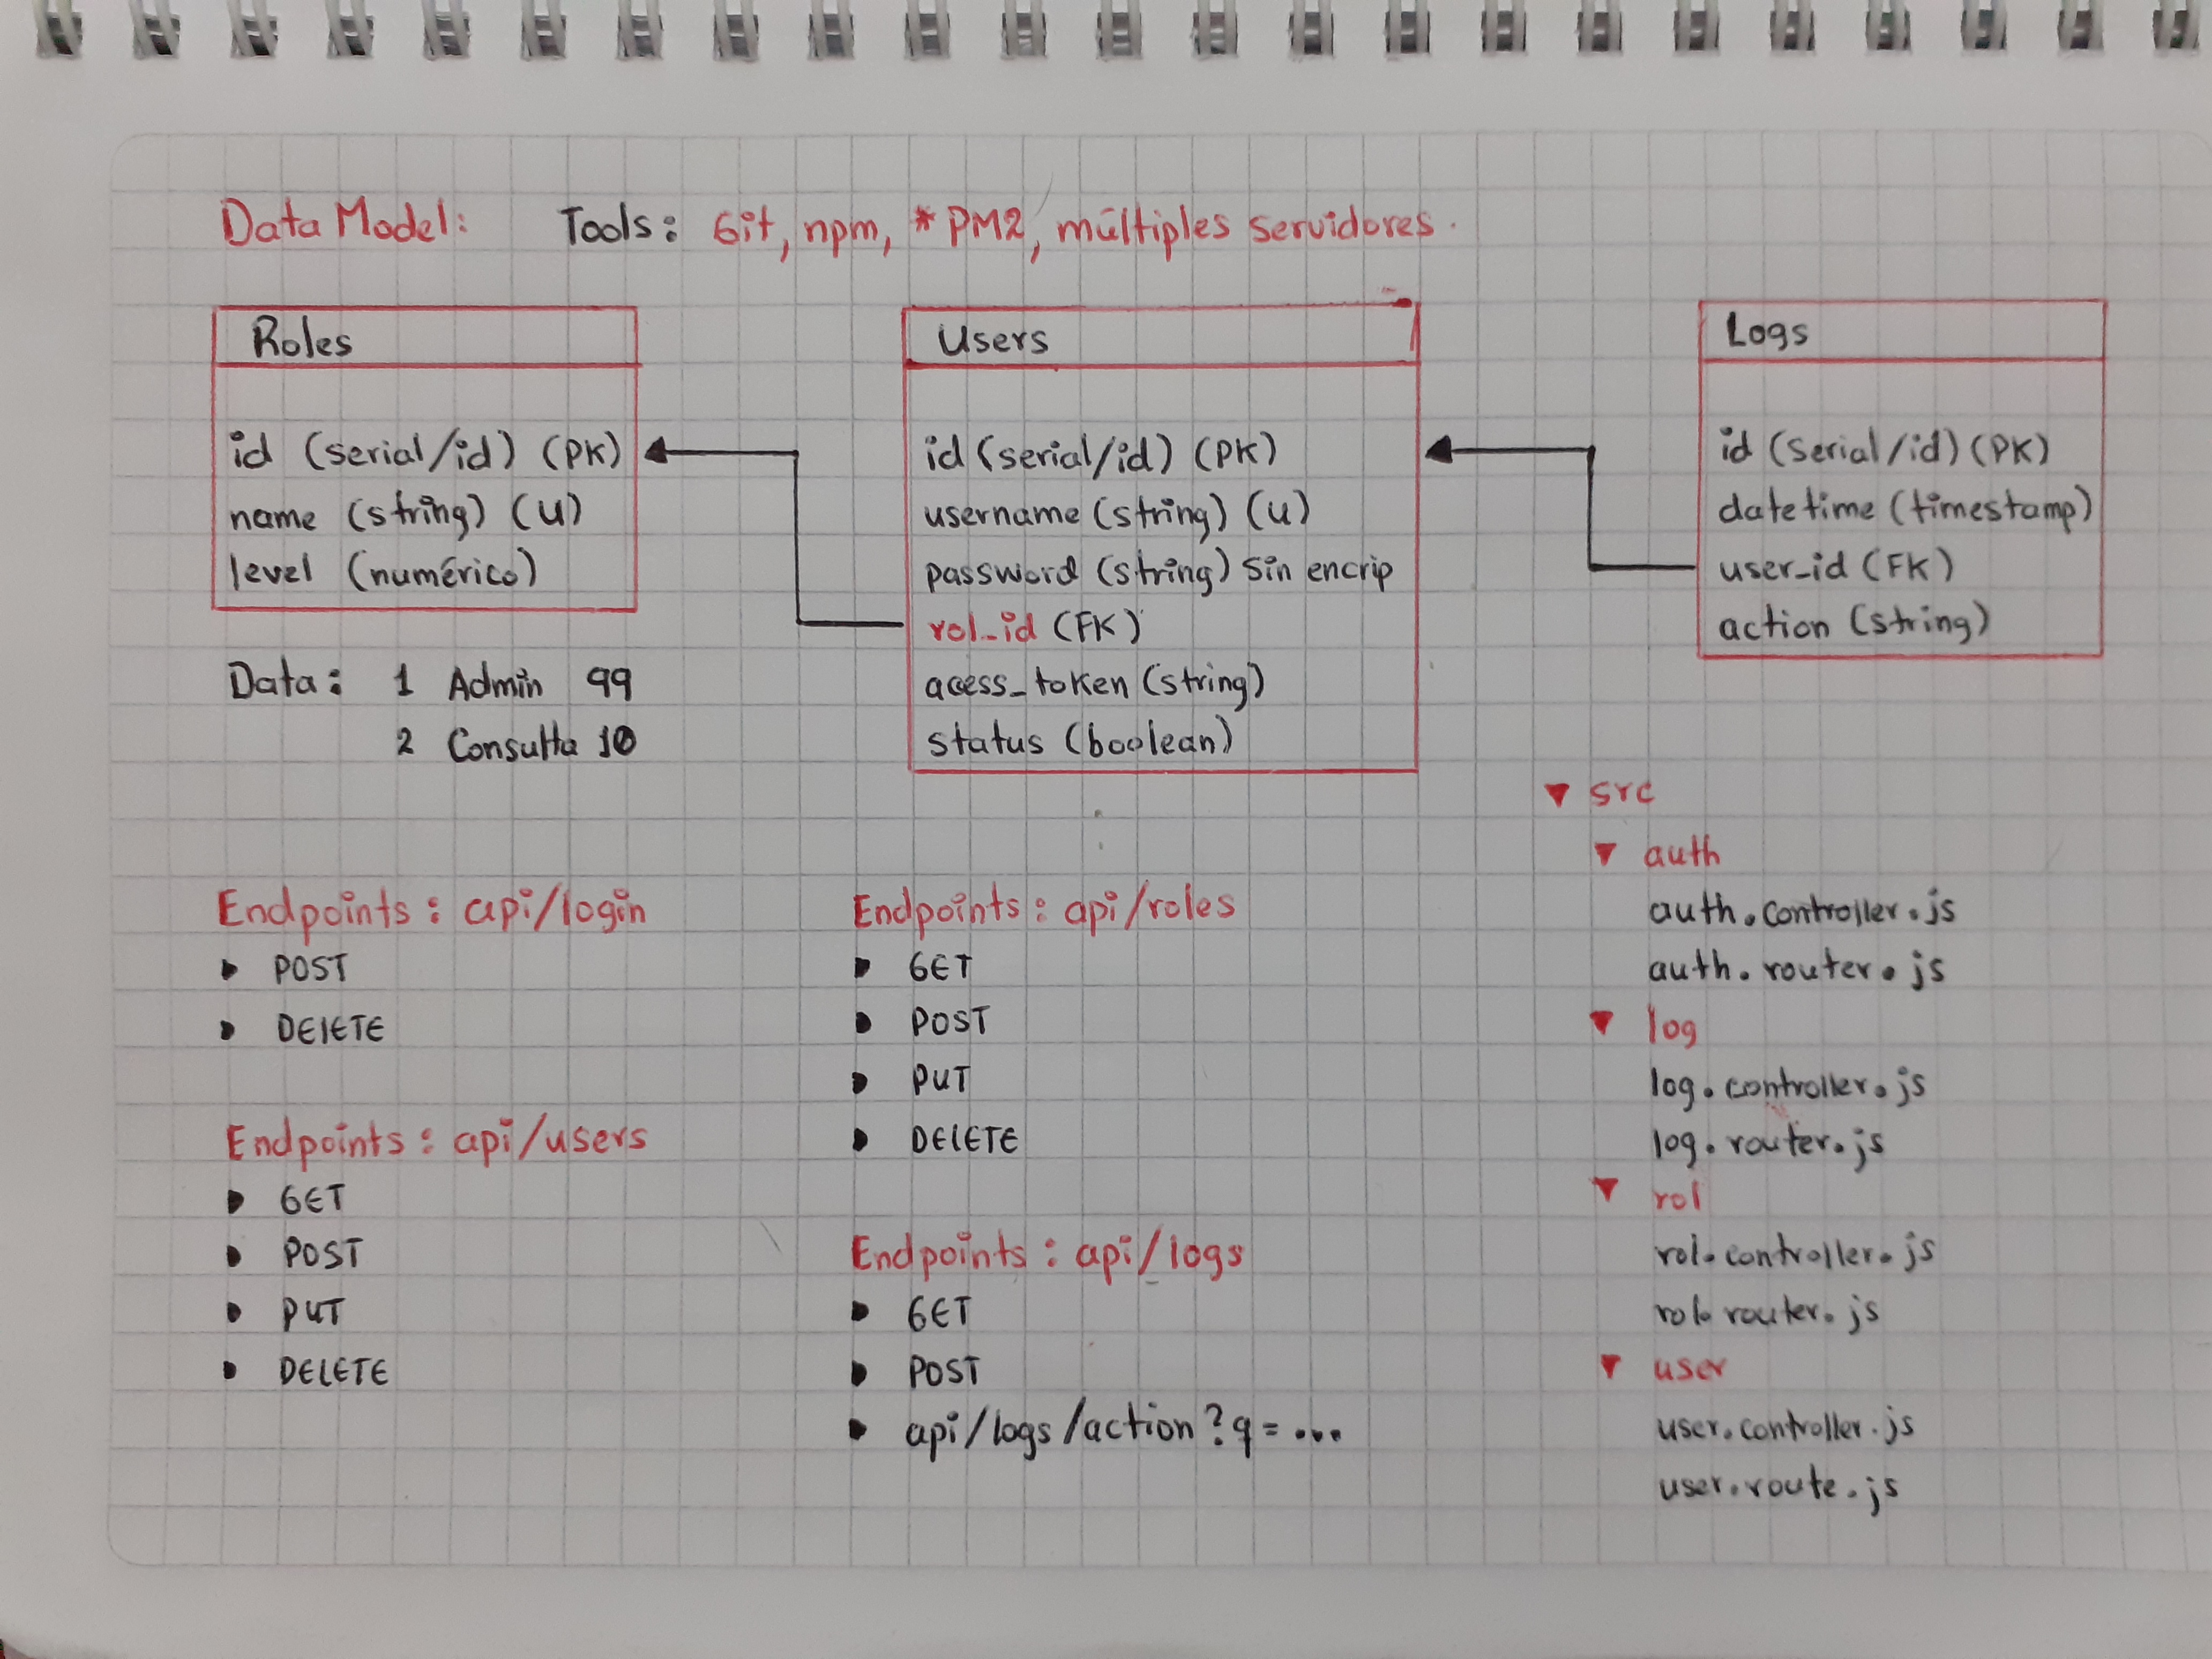 Data Model: Tools: Git, npm, * PM2, múltiples servidores.
Roles
id (serial/id) (PK)
name (string) (U)
level (numérico)
Data: 1 Admin 99
2 Consulta 10
Users
id (serial/id) (PK)
username (string) (U)
password (string) Sin encrip
rol_id (FK)
acess_token (string)
status (boolean)
Logs
id (serial/id) (PK)
datetime (timestamp)
user_id (FK)
action (string)
Endpoints: api/login
POST
DELETE
Endpoints: api/users
GET
POST
PUT
DELETE
Endpoints: api/roles
GET
POST
PUT
DELETE
Endpoints: api/logs
GET
POST
api/logs/action?q=...
src
auth
auth.controller.js
auth.router.js
log
log.controller.js
log.router.js
rol
rol.controller.js
rol.router.js
user
user.controller.js
user.route.js